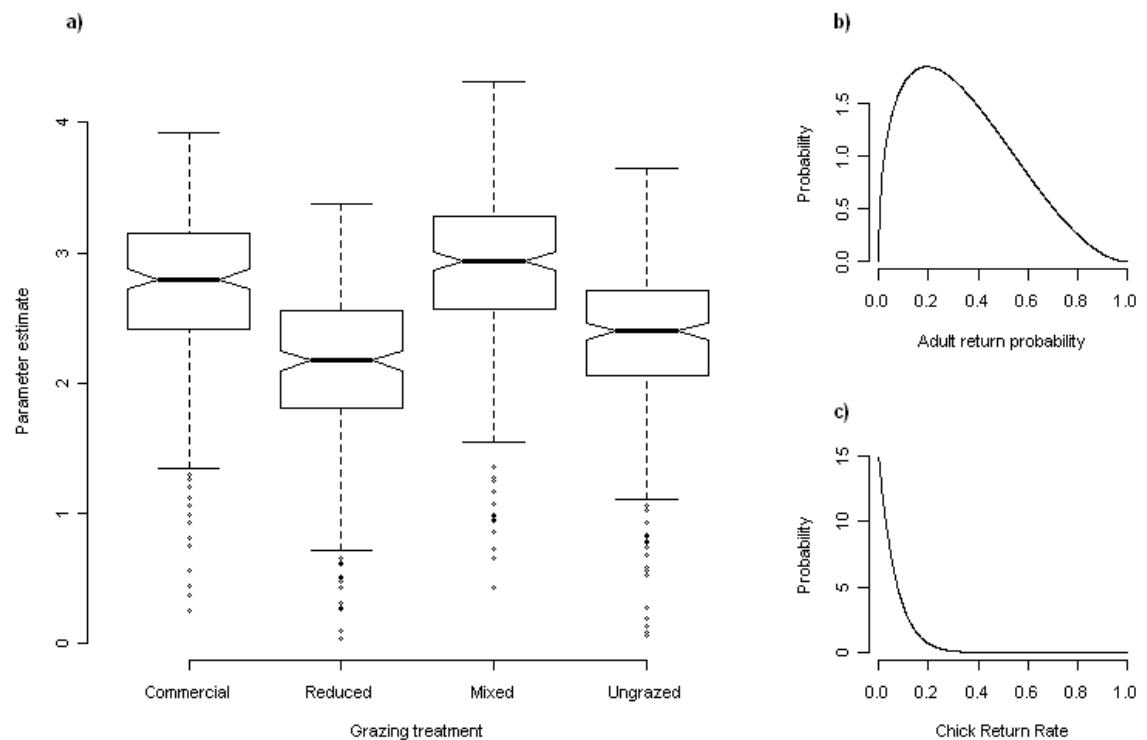 a)
Parameter estimate
4
3
2
1
0
Commercial Reduced Mixed Ungrazed
Grazing treatment
b)
Probability
1.5
1.0
0.5
0.0
0.0 0.2 0.4 0.6 0.8 1.0
Adult return probability
c)
Probability
15
10
5
0
0.0 0.2 0.4 0.6 0.8 1.0
Chick Return Rate